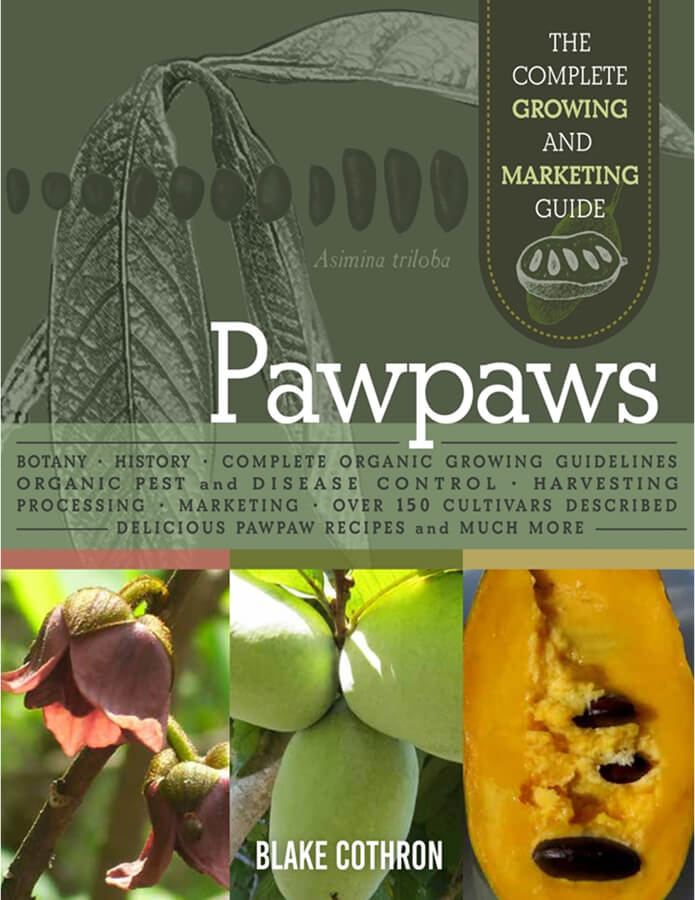 THE
COMPLETE
GROWING
AND
MARKETING
GUIDE
Asimina triloba
Pawpaws
BOTANY · HISTORY · COMPLETE ORGANIC GROWING GUIDELINES
ORGANIC PEST and DISEASE CONTROL · HARVESTING
PROCESSING · MARKETING · OVER 150 CULTIVARS DESCRIBED
DELICIOUS PAWPAW RECIPES and MUCH MORE
BLAKE COTHRON